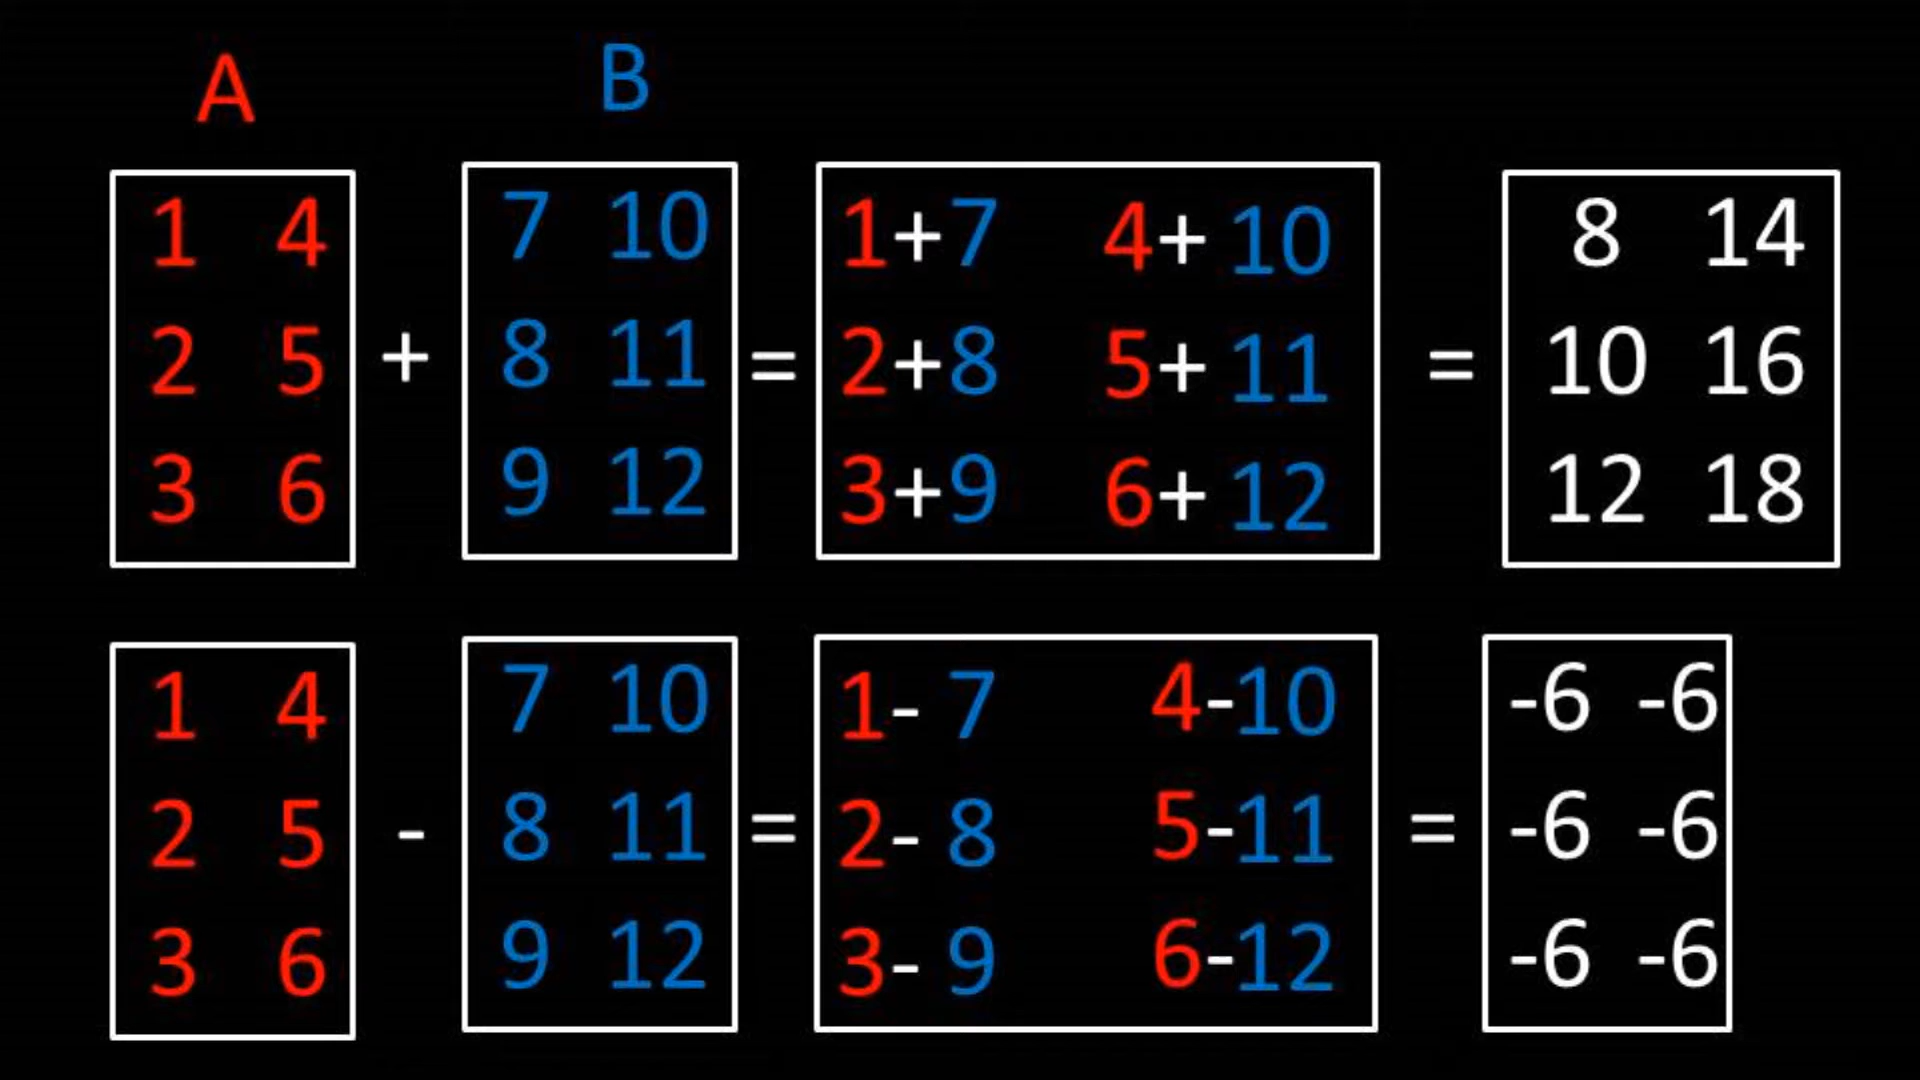 A B
1 4 7 10 1+7 4+ 10 8 14
2 5 + 8 11 = 2+8 5+ 11 = 10 16
3 6 9 12 3+9 6+ 12 12 18
1 4 7 10 1- 7 4-10 -6 -6
2 5 - 8 11 = 2- 8 5-11 = -6 -6
3 6 9 12 3- 9 6-12 -6 -6